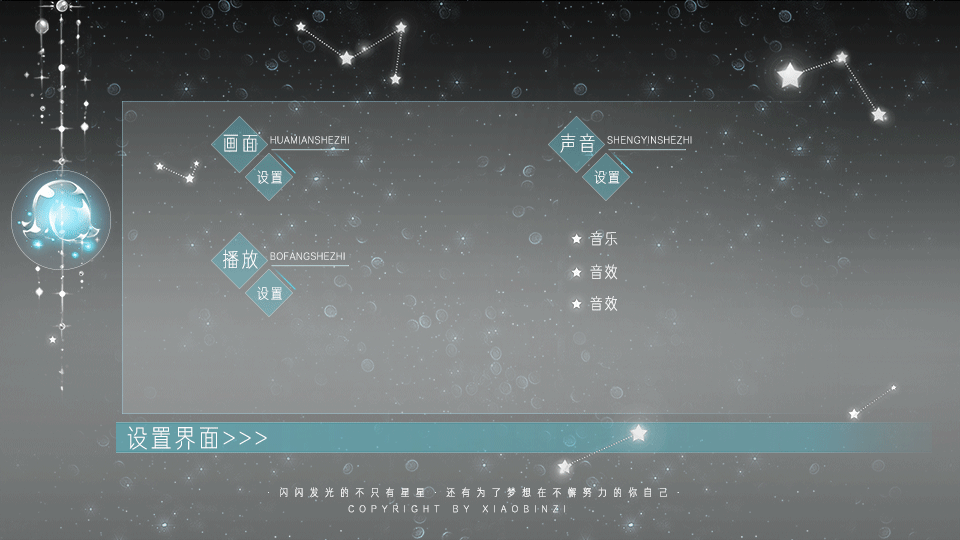 画面 HUAMIANSHEZHI
设置
声音 SHENGYINSHEZHI
设置
播放 BOFANGSHEZHI
设置
音乐
音效
音效
设置界面>>>
· 闪闪发光的不只有星星 · 还有为了梦想在不懈努力的你自己 ·
COPYRIGHT BY XIAOBINZI